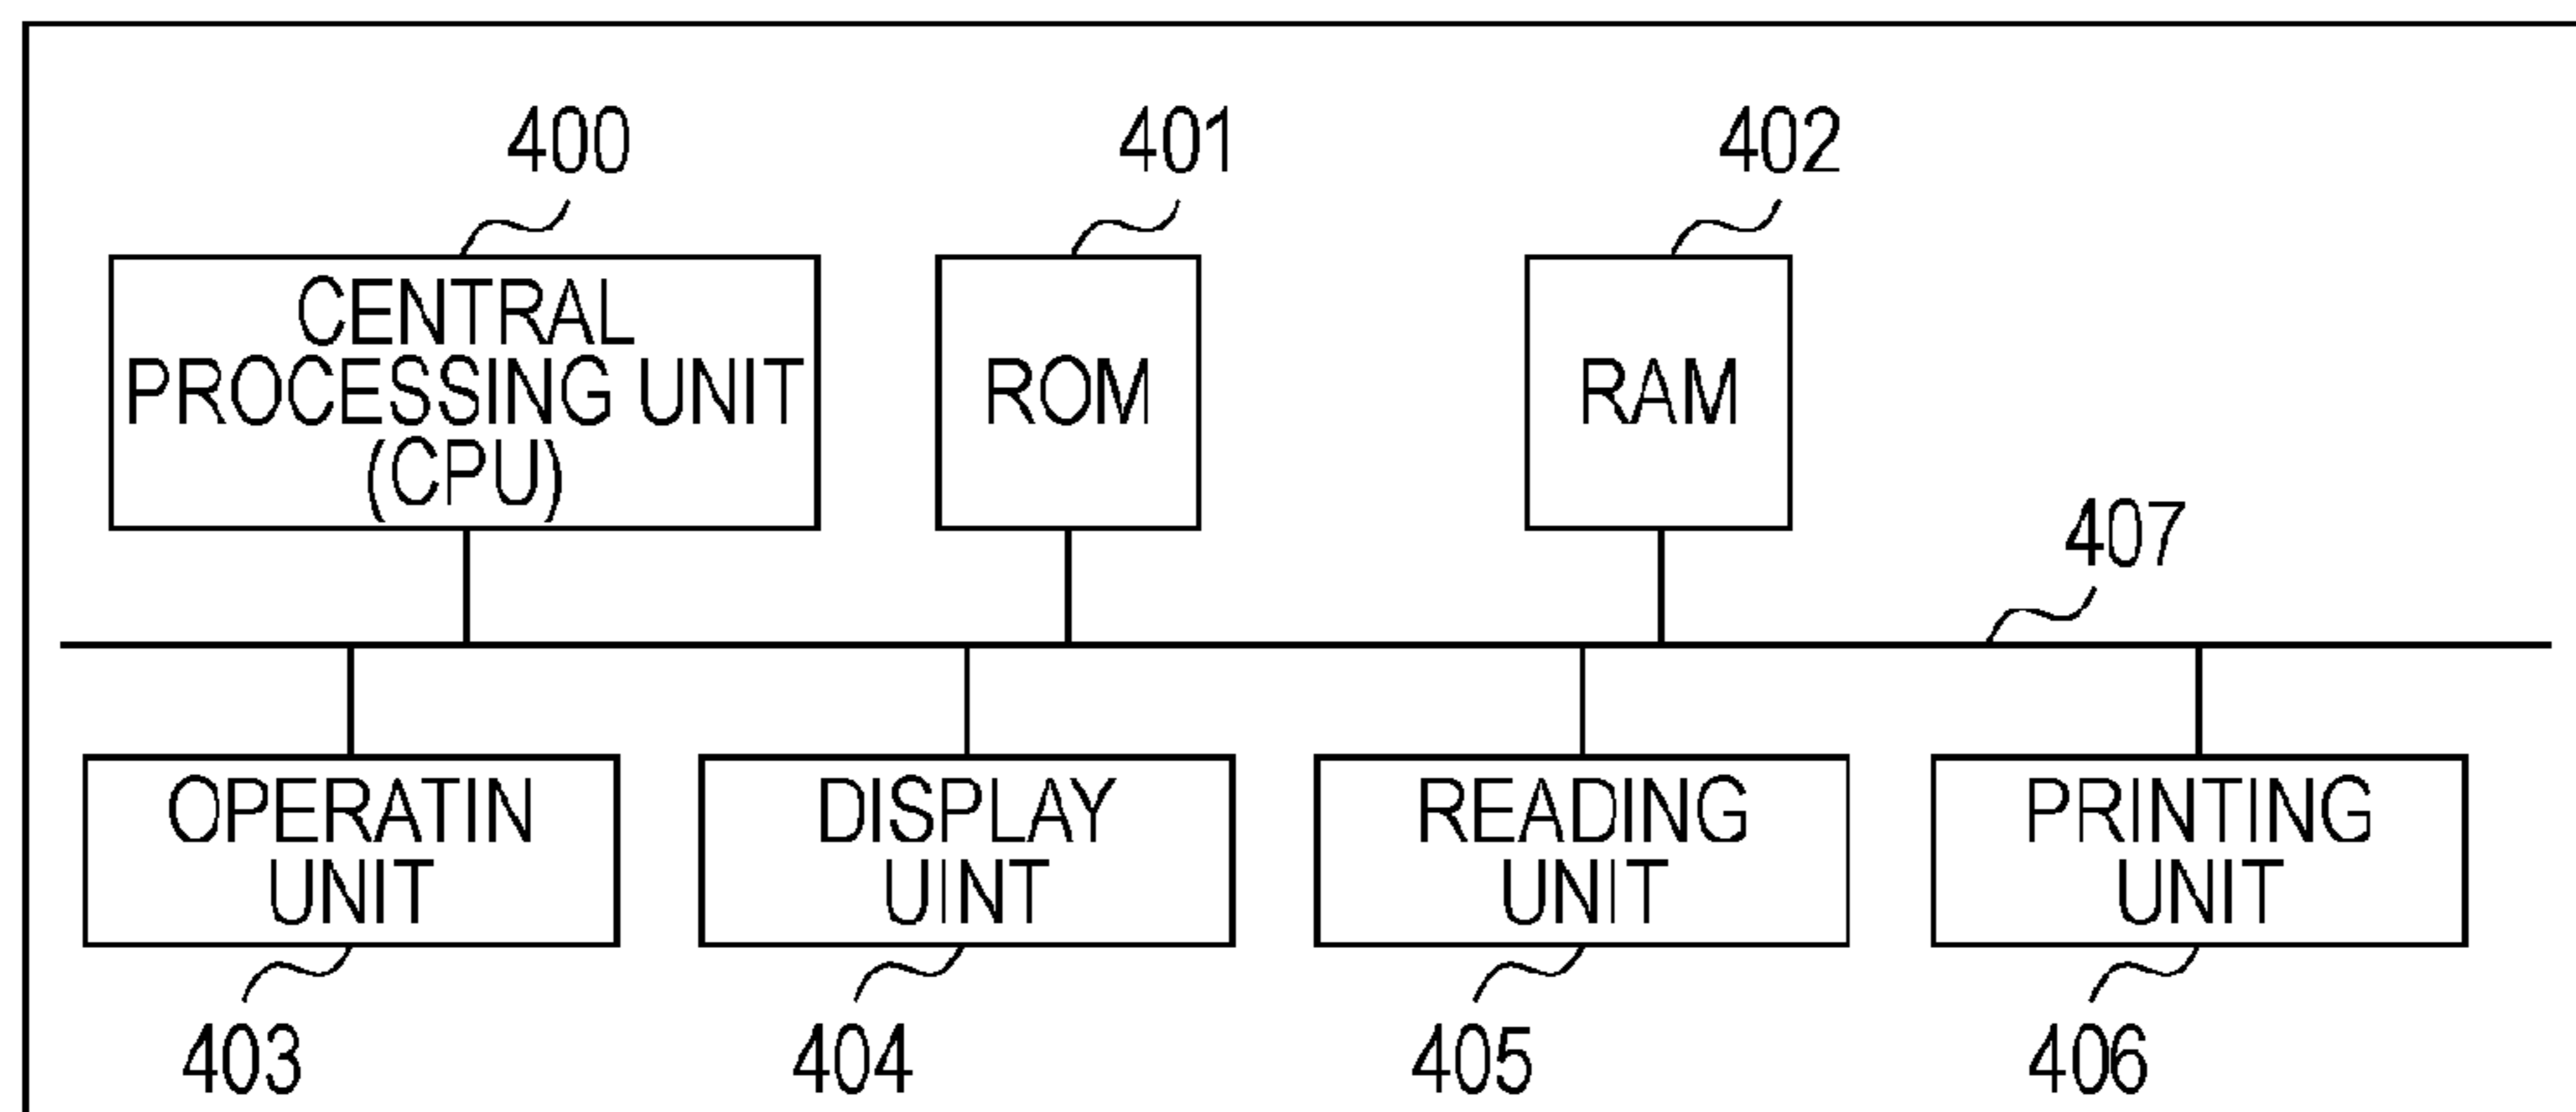 400
401
402
CENTRAL
PROCESSING UNIT
(CPU)
ROM
RAM
407
OPERATIN
UNIT
DISPLAY
UINT
READING
UNIT
PRINTING
UNIT
403
404
405
406